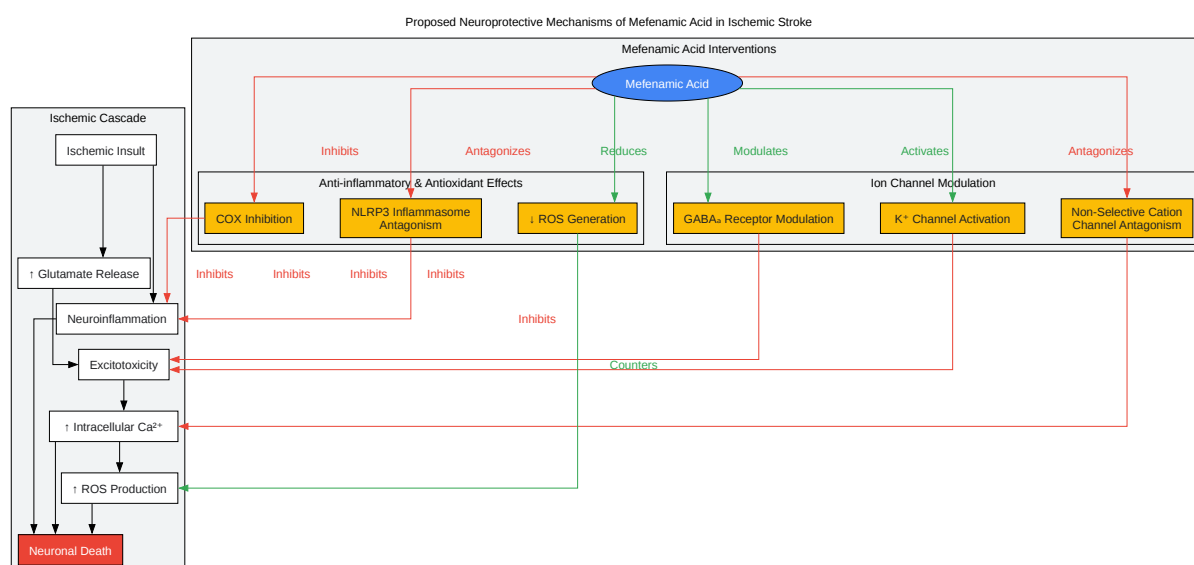 Proposed Neuroprotective Mechanisms of Mefenamic Acid in Ischemic Stroke
Mefenamic Acid Interventions
Mefenamic Acid
Ischemic Cascade
Ischemic Insult
Inhibits
Antagonizes
Reduces
Modulates
Activates
Antagonizes
Anti-inflammatory & Antioxidant Effects
Ion Channel Modulation
COX Inhibition
NLRP3 Inflammasome
Antagonism
↓ ROS Generation
GABAₐ Receptor Modulation
K⁺ Channel Activation
Non-Selective Cation
Channel Antagonism
↑ Glutamate Release
Inhibits
Inhibits
Inhibits
Inhibits
Neuroinflammation
Inhibits
Excitotoxicity
Counters
↑ Intracellular Ca²⁺
↑ ROS Production
Neuronal Death